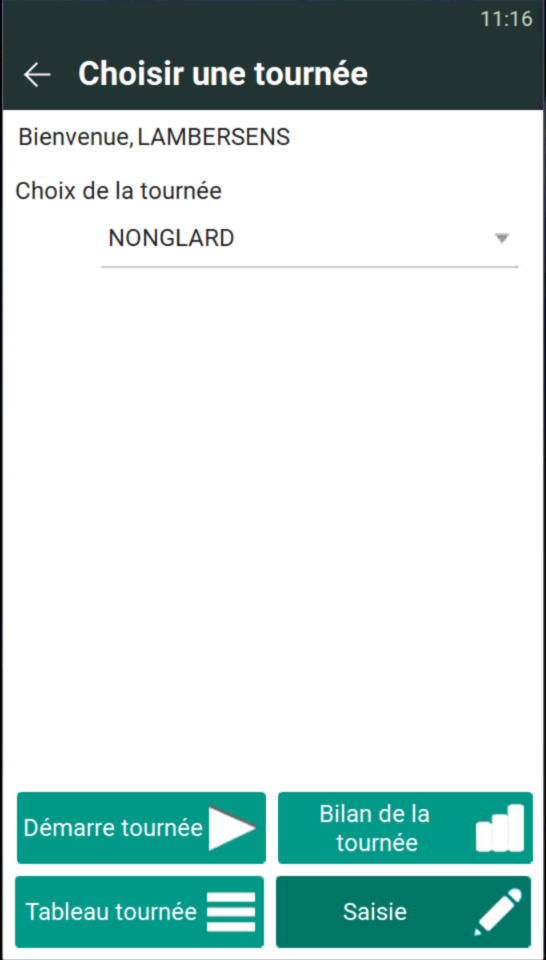 11:16
Choisir une tournée
Bienvenue, LAMBERSENS
Choix de la tournée
NONGLARD
Démarre tournée
Bilan de la
tournée
Tableau tournée
Saisie